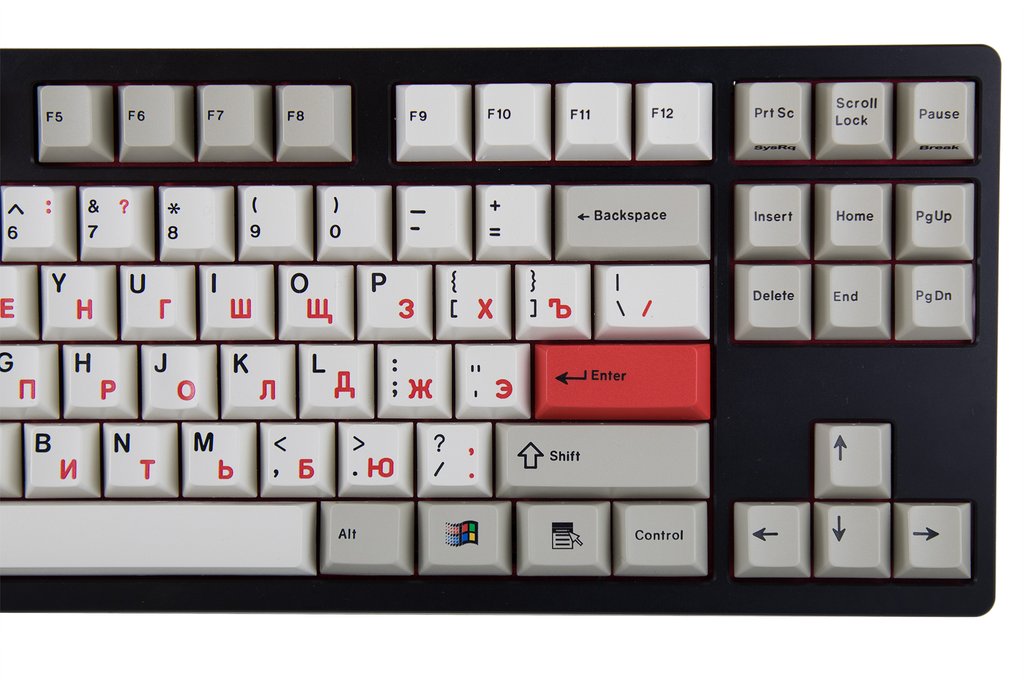 F5 F6 F7 F8 F9 F10 F11 F12 Prt Sc Scroll Pause
Lock
SysRq Break
^ : & ? * ( ) _ +
6 7 8 9 0 - = ← Backspace Insert Home PgUp
Y U I O P { } |
Е Н Г Ш Щ З [ Х ] Ъ \ / Delete End PgDn
G H J K L : "
П Р О Л Д ; Ж ' Э Enter
B N M < > ? ,
И Т Ь , Б . Ю / . Shift ↑
Alt Control ← ↓ →